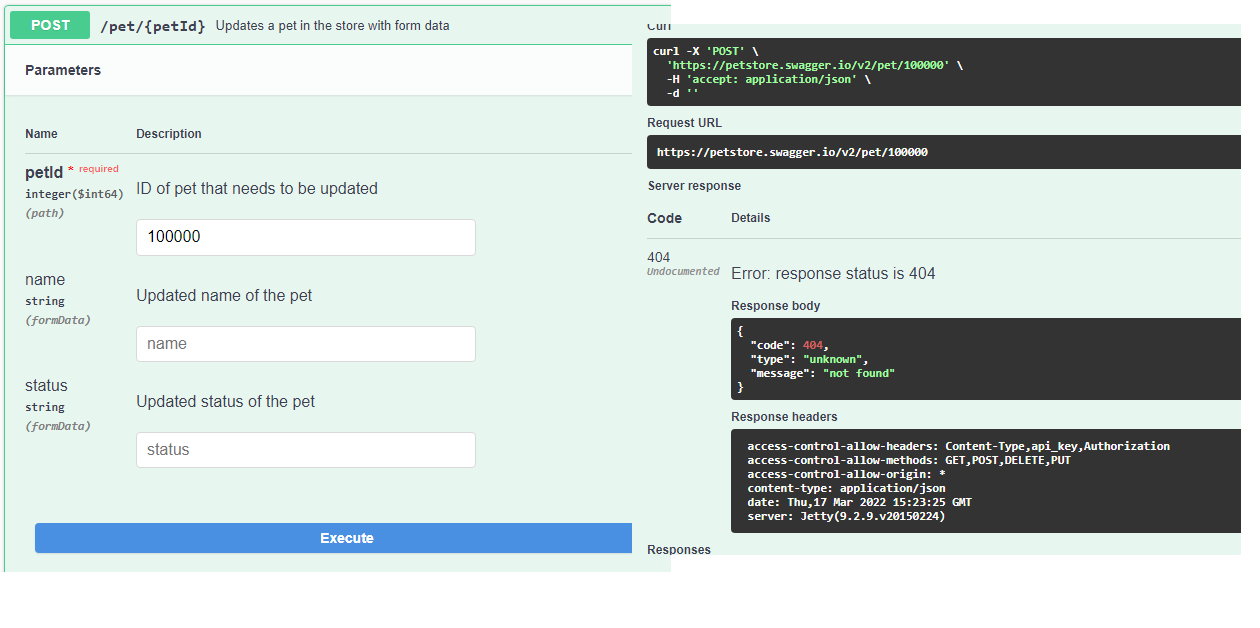 POST /pet/{petId} Updates a pet in the store with form data
Parameters
Name Description
petId * required
integer($int64)
(path)
ID of pet that needs to be updated
100000
name
string
(formData)
Updated name of the pet
name
status
string
(formData)
Updated status of the pet
status
Execute
Curl
curl -X 'POST' \
'https://petstore.swagger.io/v2/pet/100000' \
-H 'accept: application/json' \
-d ''
Request URL
https://petstore.swagger.io/v2/pet/100000
Server response
Code Details
404
Undocumented
Error: response status is 404
Response body
{
"code": 404,
"type": "unknown",
"message": "not found"
}
Response headers
access-control-allow-headers: Content-Type,api_key,Authorization
access-control-allow-methods: GET,POST,DELETE,PUT
access-control-allow-origin: *
content-type: application/json
date: Thu,17 Mar 2022 15:23:25 GMT
server: Jetty(9.2.9.v20150224)
Responses